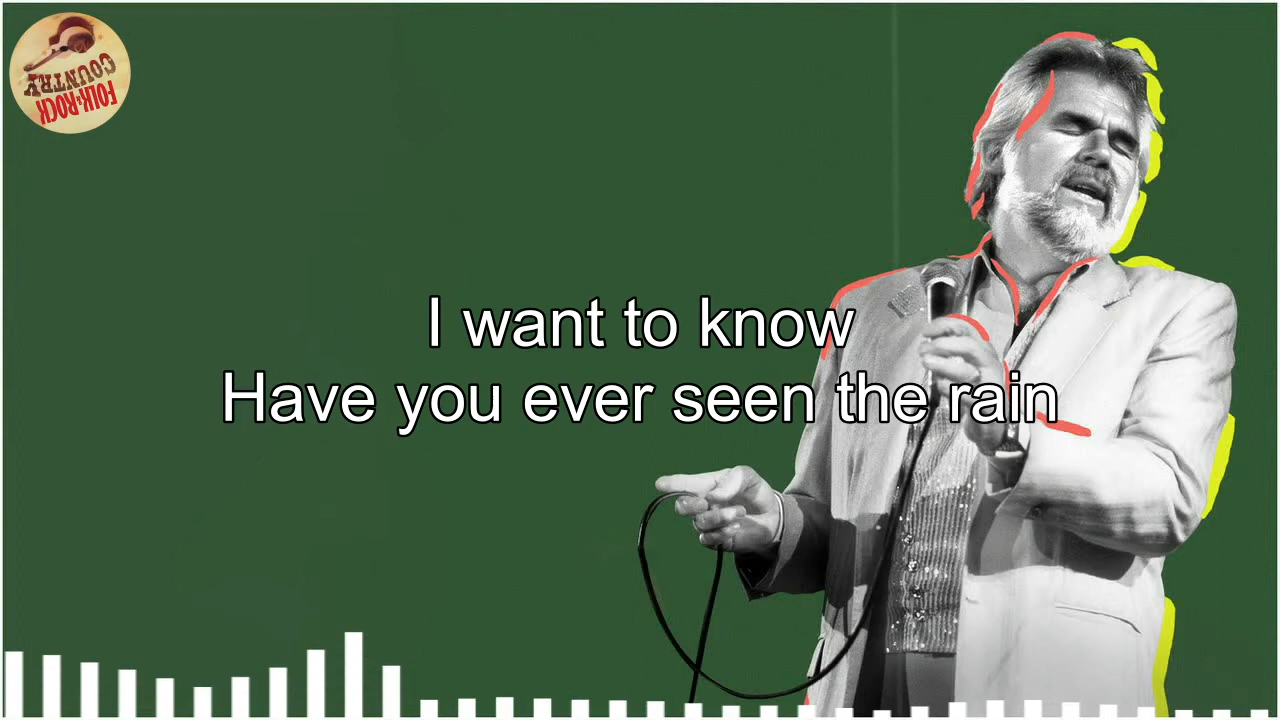 COUNTRY
FOLK & ROCK
I want to know
Have you ever seen the rain